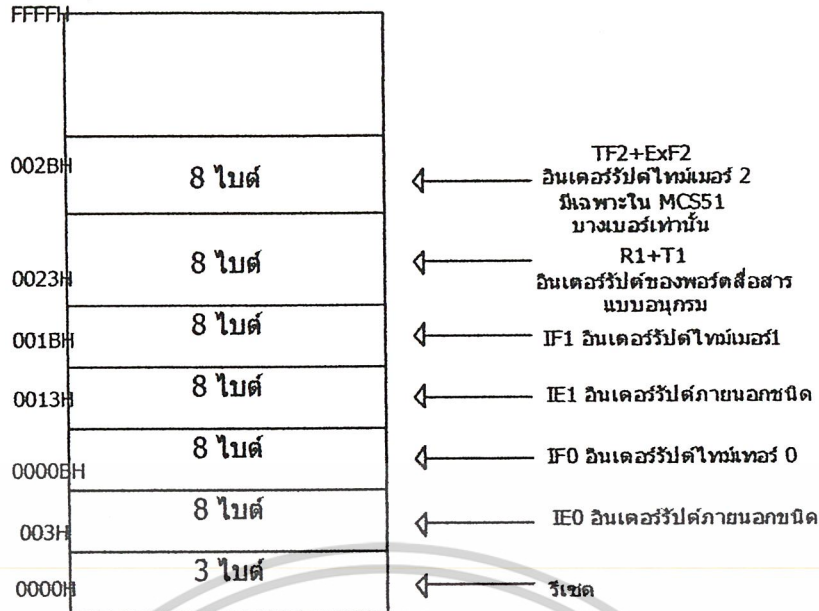 FFFFH
002BH
8 ไบต์
TF2+ExF2
อินเตอร์รัปต์ไทม์เมอร์ 2
มีเฉพาะใน MCS51
บางเบอร์เท่านั้น
0023H
8 ไบต์
R1+T1
อินเตอร์รัปต์ของพอร์ตสื่อสาร
แบบอนุกรม
001BH
8 ไบต์
IF1 อินเตอร์รัปต์ไทม์เมอร์1
0013H
8 ไบต์
IE1 อินเตอร์รัปต์ภายนอกชนิด
0000BH
8 ไบต์
IF0 อินเตอร์รัปต์ไทม์เทอร์ 0
003H
8 ไบต์
IE0 อินเตอร์รัปต์ภายนอกชนิด
0000H
3 ไบต์
รีเซต